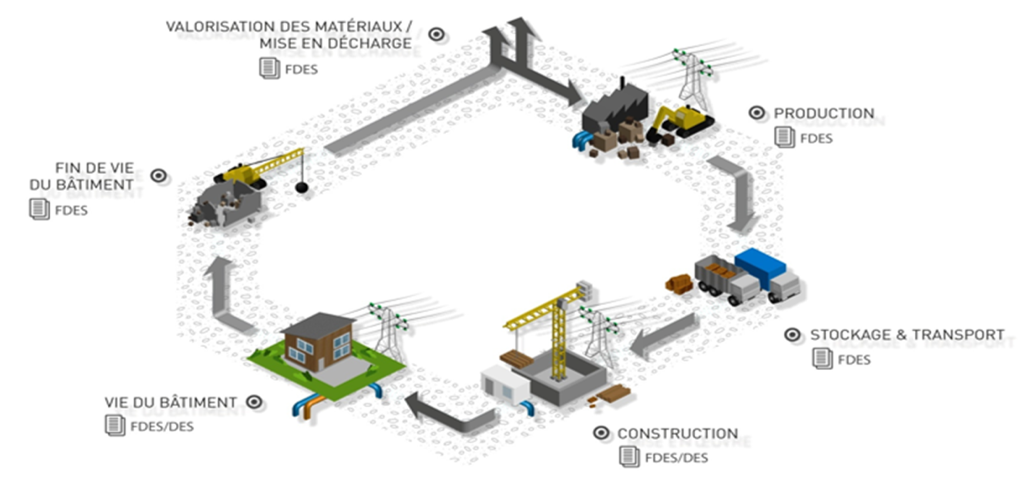 VALORISATION DES MATÉRIAUX /
MISE EN DÉCHARGE
FDES
PRODUCTION
FDES
FIN DE VIE
DU BÂTIMENT
FDES
STOCKAGE & TRANSPORT
FDES
VIE DU BÂTIMENT
FDES/DES
CONSTRUCTION
FDES/DES